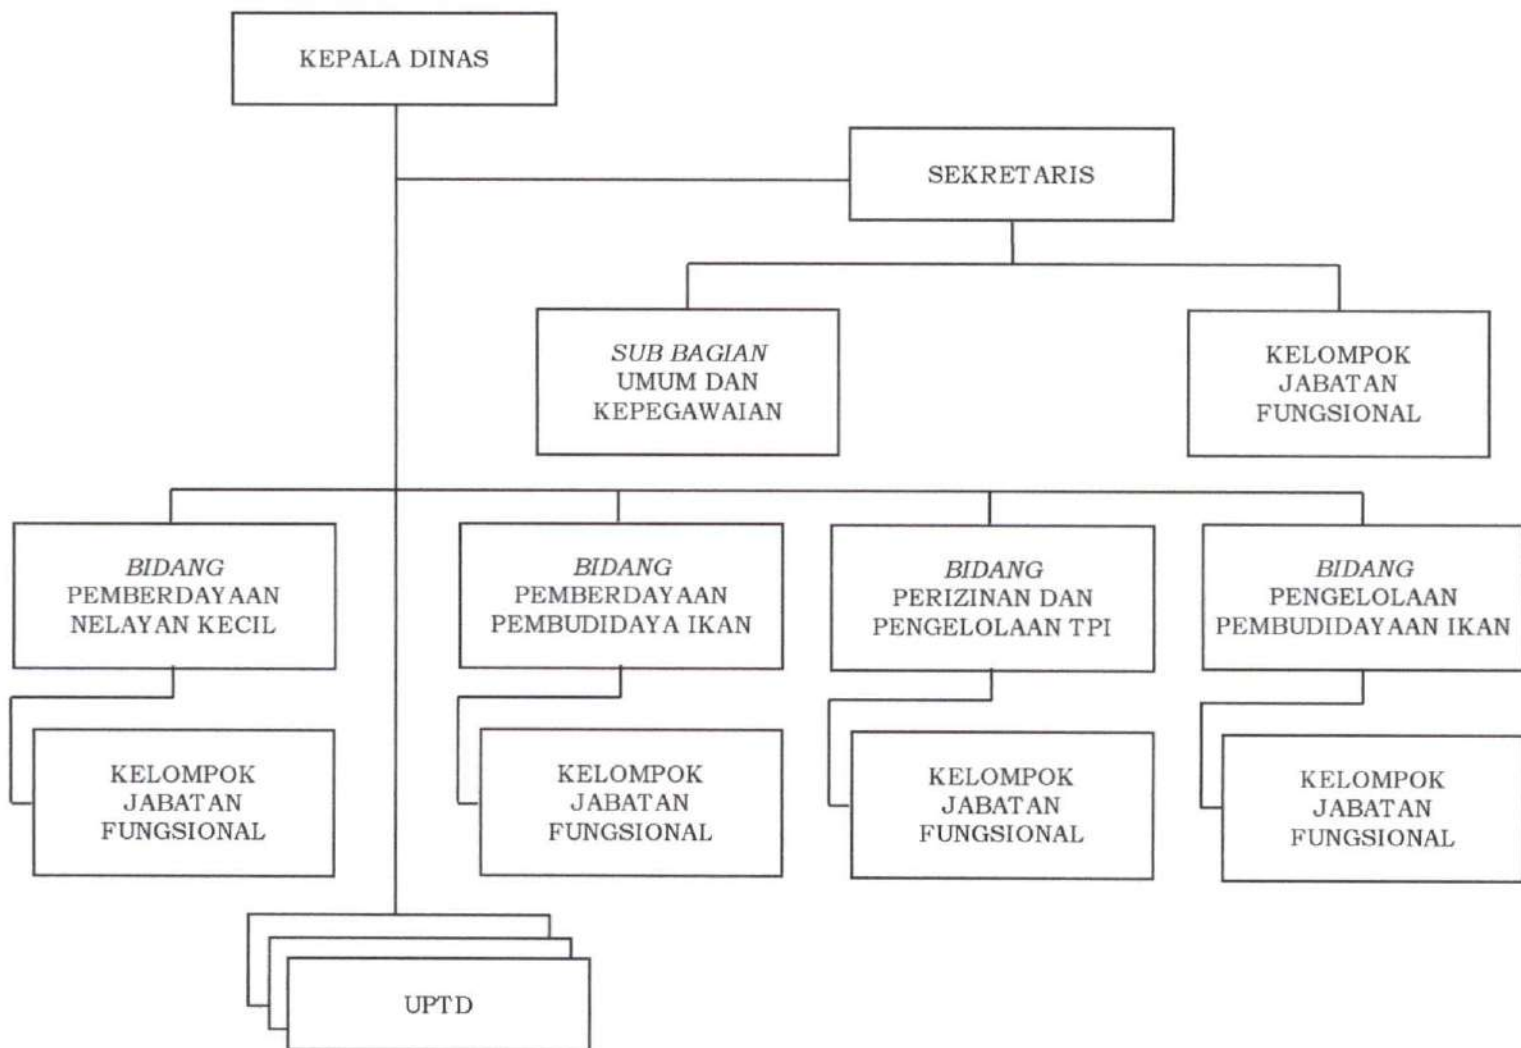 KEPALA DINAS
SEKRETARIS
SUB BAGIAN
UMUM DAN
KEPEGAWAIAN
KELOMPOK
JABATAN
FUNGSIONAL
BIDANG
PEMBERDAYAAN
NELAYAN KECIL
BIDANG
PEMBERDAYAAN
PEMBUDIDAYA IKAN
BIDANG
PERIZINAN DAN
PENGELOLAAN TPI
BIDANG
PENGELOLAAN
PEMBUDIDAYAAN IKAN
KELOMPOK
JABATAN
FUNGSIONAL
KELOMPOK
JABATAN
FUNGSIONAL
KELOMPOK
JABATAN
FUNGSIONAL
KELOMPOK
JABATAN
FUNGSIONAL
UPTD